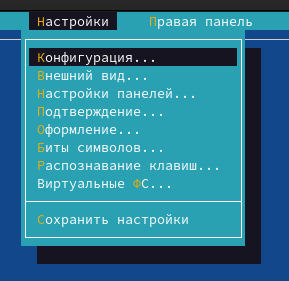 Настройки Правая панель
Конфигурация...
Внешний вид...
Настройки панелей...
Подтверждение...
Оформление...
Биты символов...
Распознавание клавиш...
Виртуальные ФС...
Сохранить настройки